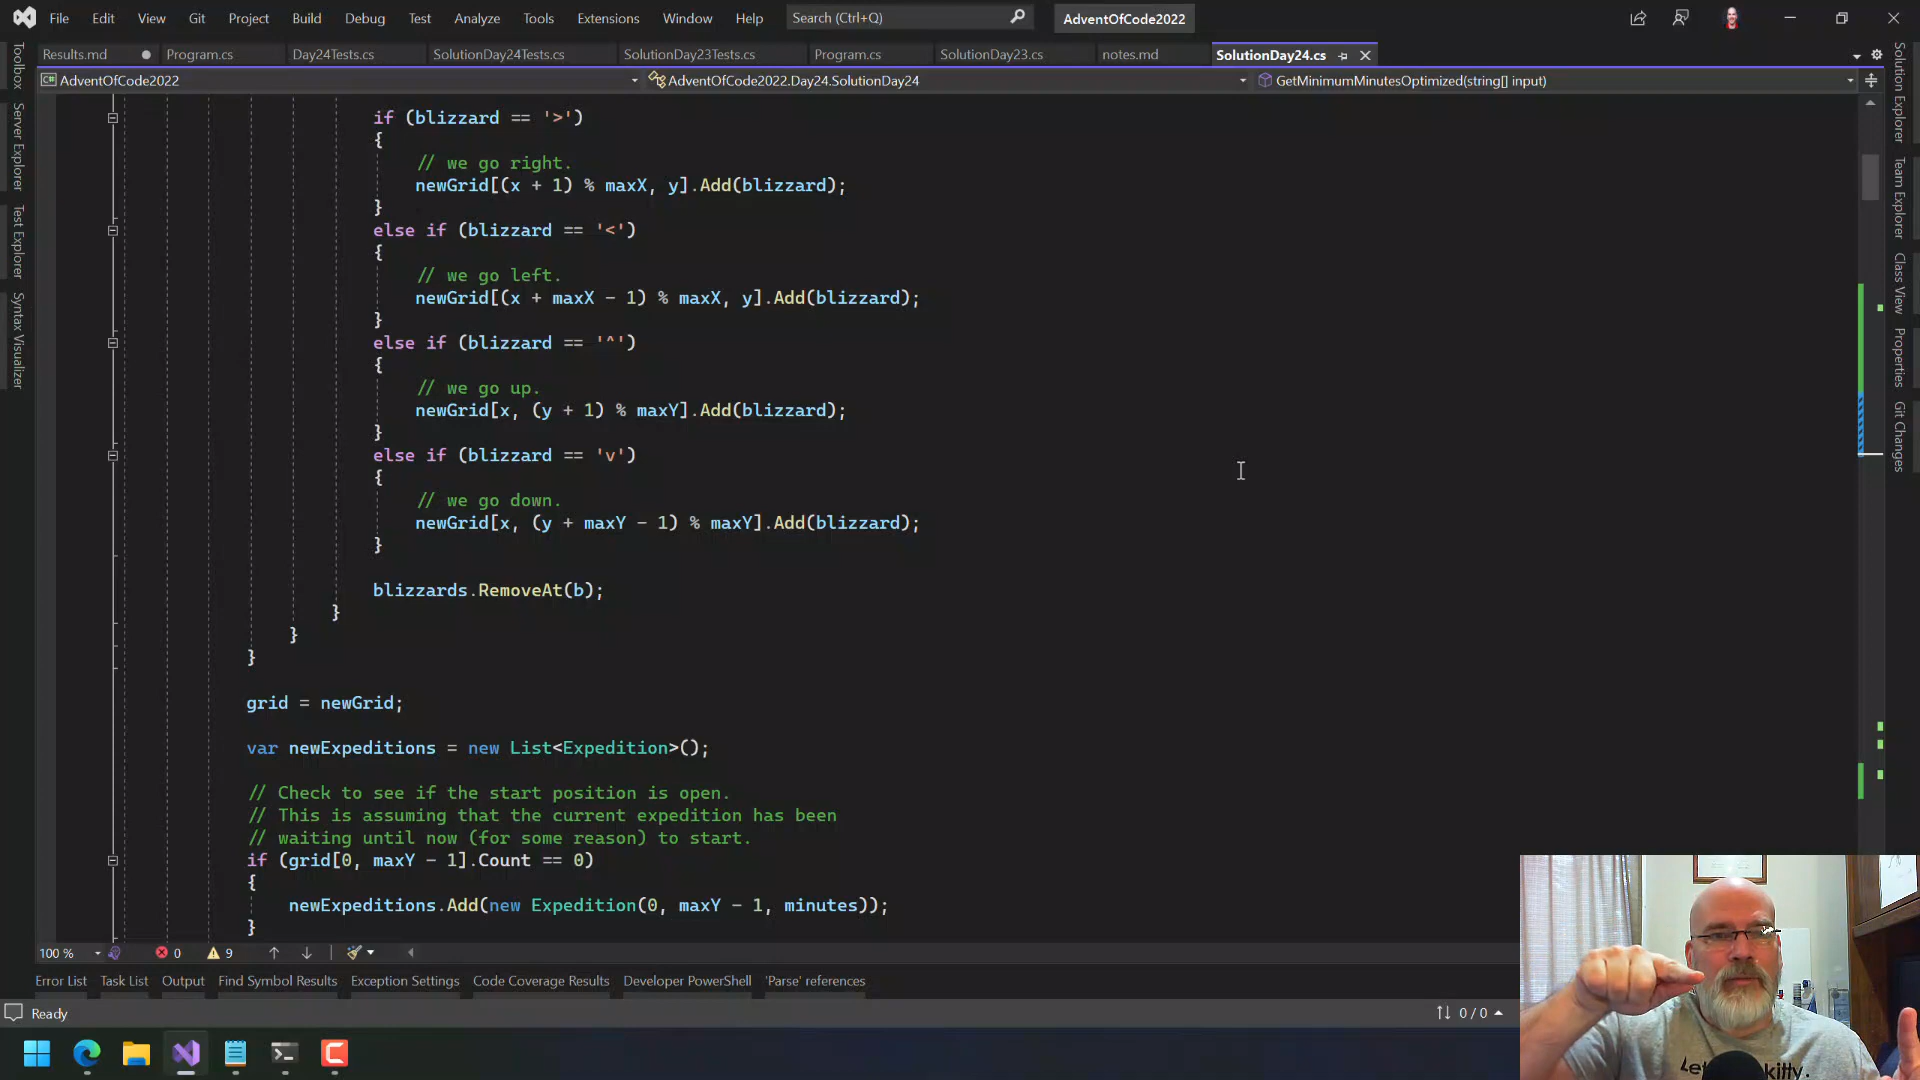 File Edit View Git Project Build Debug Test Analyze Tools Extensions Window Help Search (Ctrl+Q) AdventOfCode2022
Results.md Program.cs Day24Tests.cs SolutionDay24Tests.cs SolutionDay23Tests.cs Program.cs SolutionDay23.cs notes.md SolutionDay24.cs
AdventOfCode2022 AdventOfCode2022.Day24.SolutionDay24 GetMinimumMinutesOptimized(string[] input)
Toolbox
Server Explorer
Test Explorer
Syntax Visualizer
if (blizzard == '>')
{
// we go right.
newGrid[(x + 1) % maxX, y].Add(blizzard);
}
else if (blizzard == '<')
{
// we go left.
newGrid[(x + maxX - 1) % maxX, y].Add(blizzard);
}
else if (blizzard == '^')
{
// we go up.
newGrid[x, (y + 1) % maxY].Add(blizzard);
}
else if (blizzard == 'v')
{
// we go down.
newGrid[x, (y + maxY - 1) % maxY].Add(blizzard);
}
blizzards.RemoveAt(b);
}
}
}
grid = newGrid;
var newExpeditions = new List<Expedition>();
// Check to see if the start position is open.
// This is assuming that the current expedition has been
// waiting until now (for some reason) to start.
if (grid[0, maxY - 1].Count == 0)
{
newExpeditions.Add(new Expedition(0, maxY - 1, minutes));
}
Solution Explorer
Team Explorer
Class View
Properties
Git Changes
100 % 0 9
Error List Task List Output Find Symbol Results Exception Settings Code Coverage Results Developer PowerShell 'Parse' references
Ready 0 / 0
kitty.